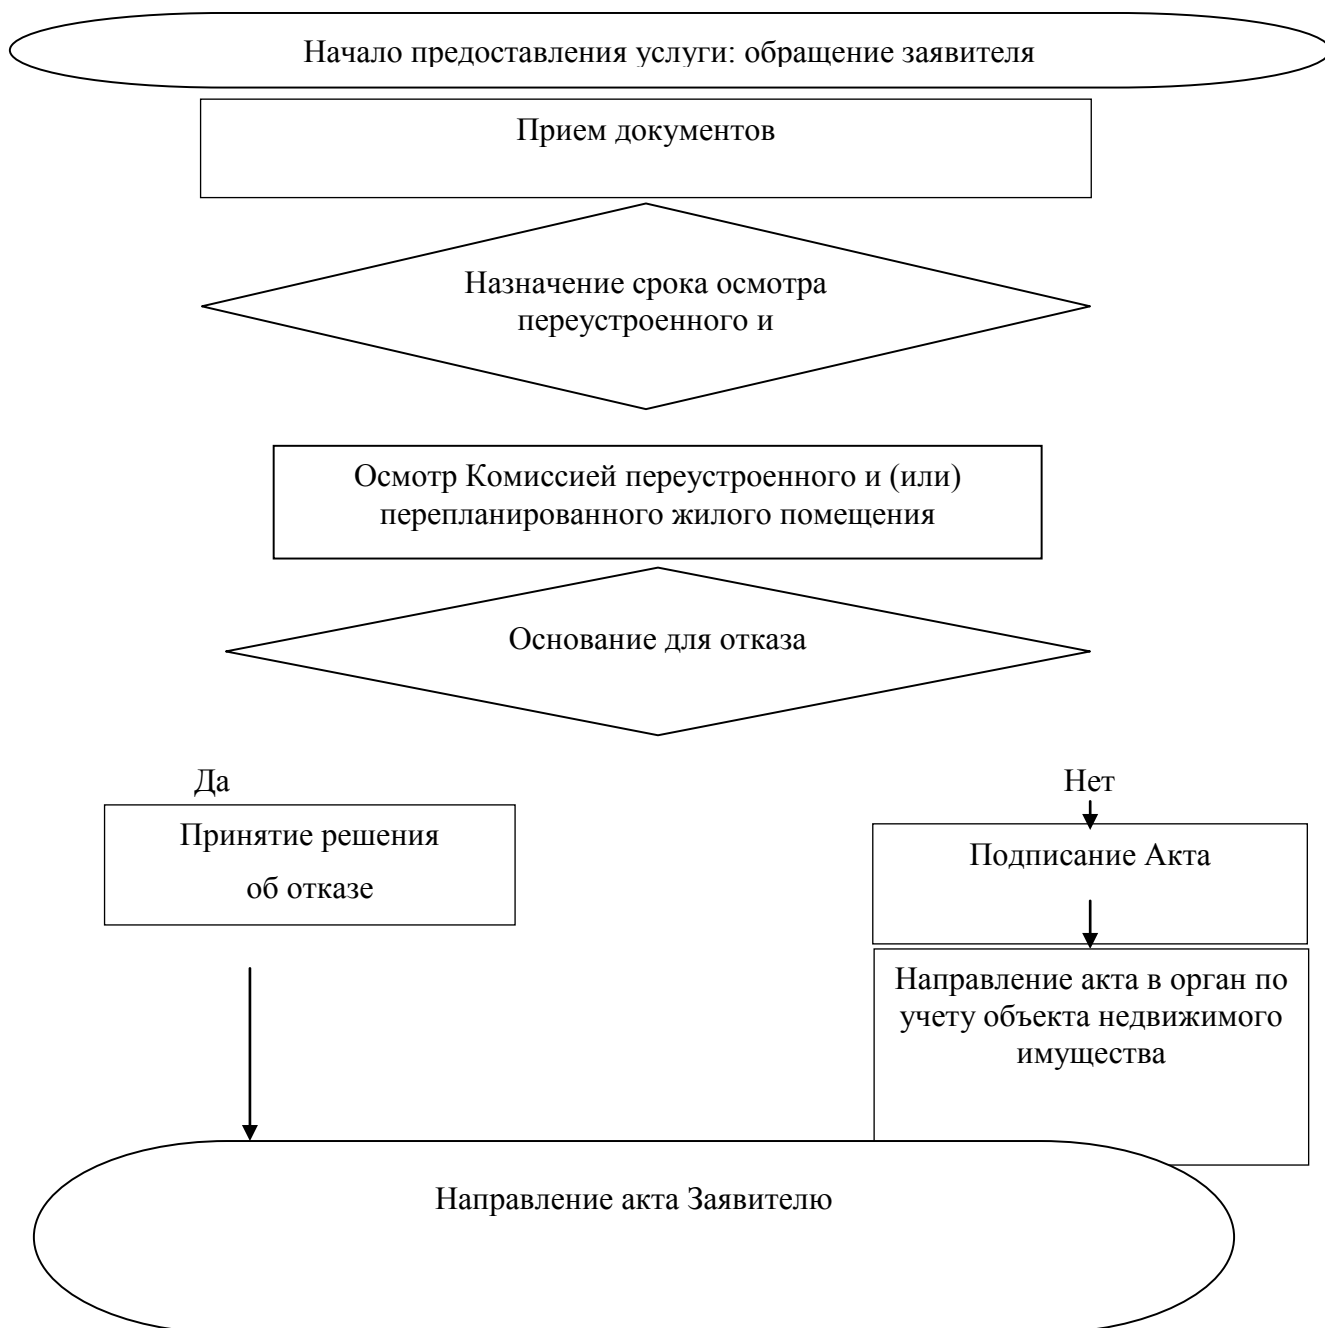 Начало предоставления услуги: обращение заявителя
Прием документов
Назначение срока осмотра
переустроенного и
Осмотр Комиссией переустроенного и (или)
перепланированного жилого помещения
Основание для отказа
Да
Нет
Принятие решения
об отказе
Подписание Акта
Направление акта в орган по
учету объекта недвижимого
имущества
Направление акта Заявителю